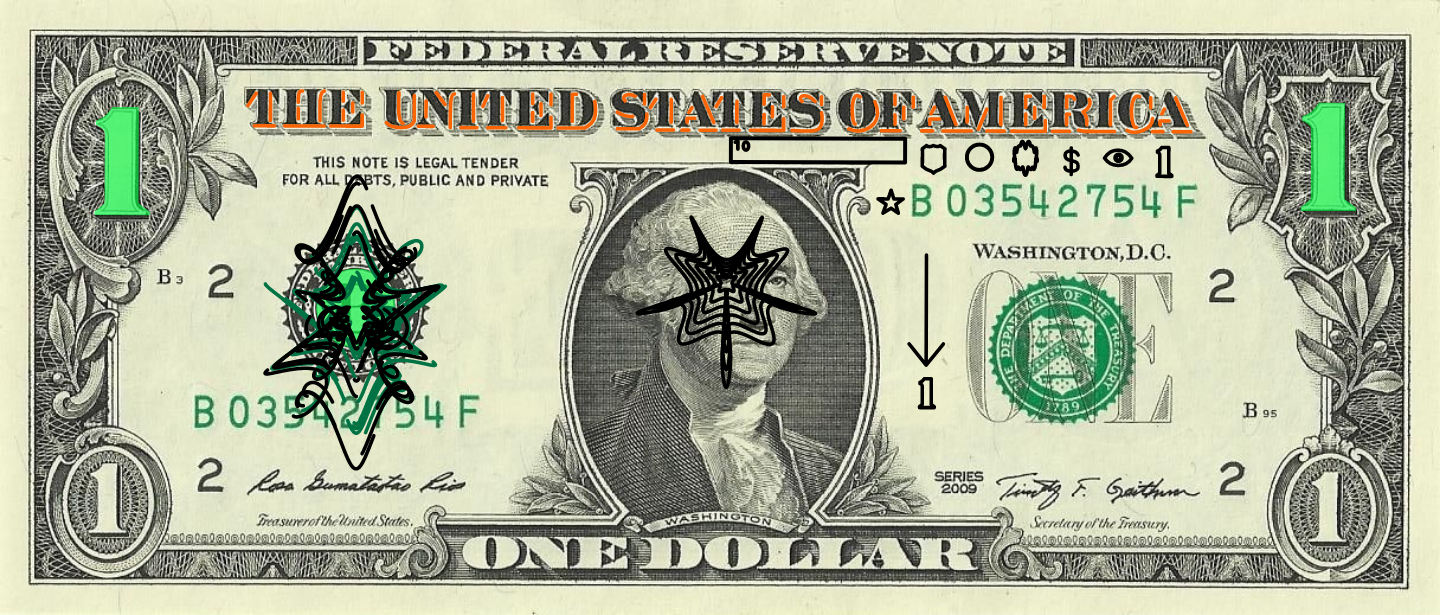 FEDERAL RESERVE NOTE
THE UNITED STATES OF AMERICA
1
1
10
$ 1
THIS NOTE IS LEGAL TENDER
FOR ALL DEBTS, PUBLIC AND PRIVATE
B 03542754 F
WASHINGTON, D.C.
B 3
2
2
ONE
THE DEPARTMENT OF THE TREASURY
1789
1
B 03542754 F
B 95
2
Rosa Gumataotao Rios
SERIES
2009
Timothy F. Geithner
2
Treasurer of the United States.
WASHINGTON
Secretary of the Treasury.
1
1
ONE DOLLAR